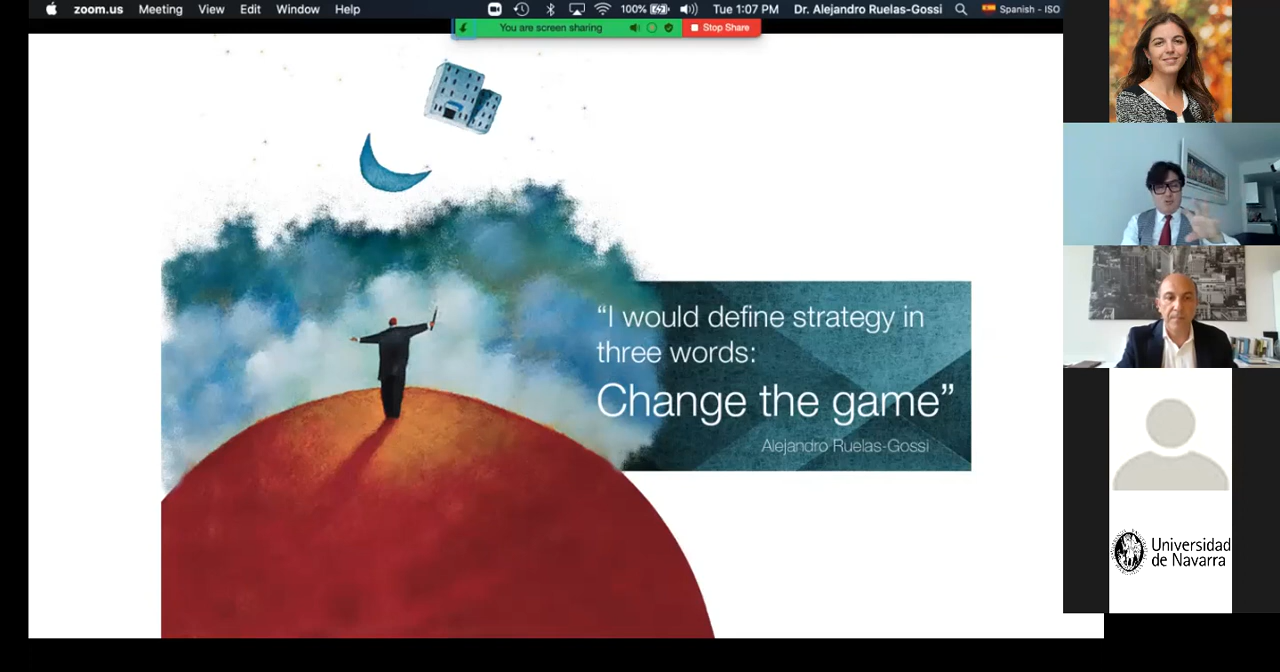 zoom.us Meeting View Edit Window Help 100% Tue 1:07 PM Dr. Alejandro Ruelas-Gossi Spanish - ISO
You are screen sharing Stop Share
“I would define strategy in
three words:
Change the game”
Alejandro Ruelas-Gossi
Universidad
de Navarra